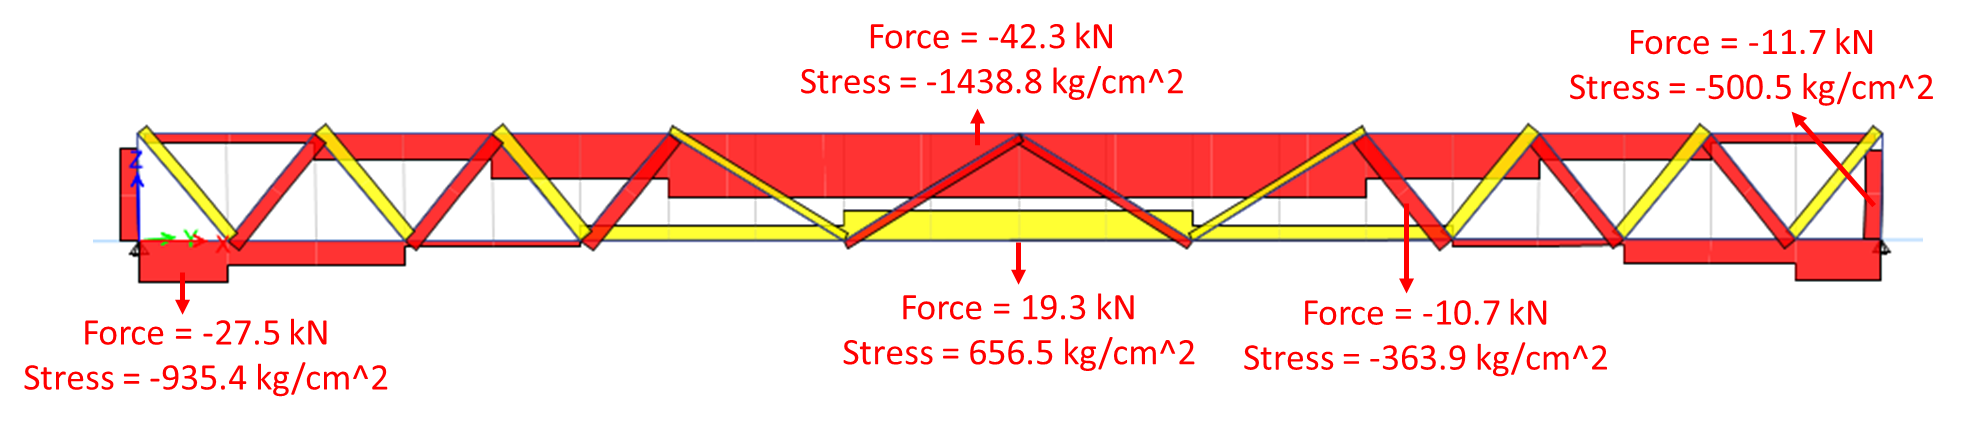 Force = -42.3 kN
Stress = -1438.8 kg/cm^2
Force = -11.7 kN
Stress = -500.5 kg/cm^2
Z
Y
X
Force = -27.5 kN
Stress = -935.4 kg/cm^2
Force = 19.3 kN
Stress = 656.5 kg/cm^2
Force = -10.7 kN
Stress = -363.9 kg/cm^2